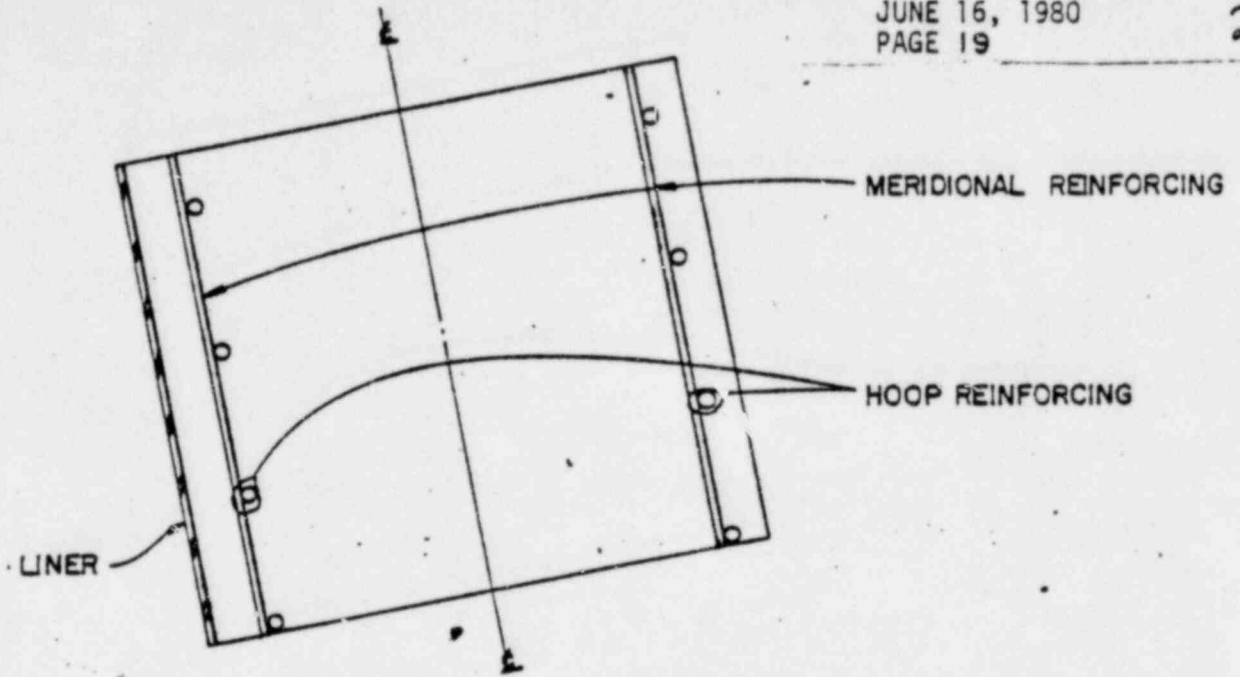 JUNE 16, 1980
PAGE 19
℄
MERIDIONAL REINFORCING
HOOP REINFORCING
LINER
℄